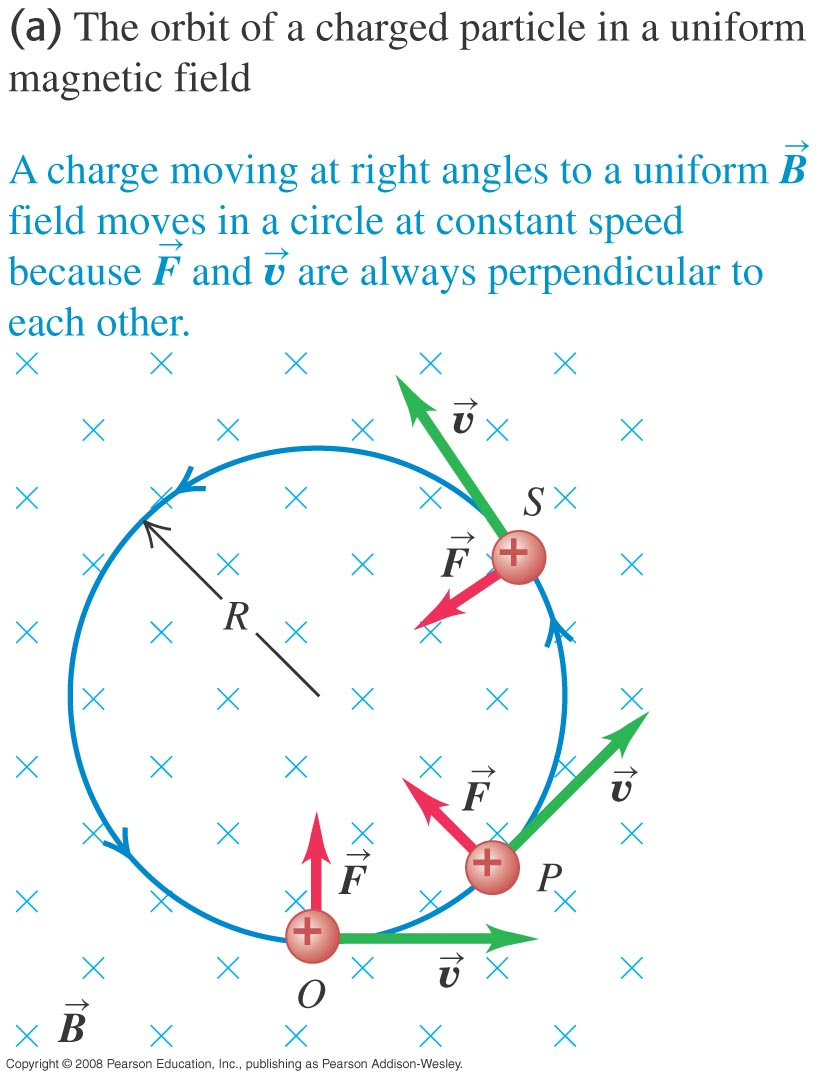 (a) The orbit of a charged particle in a uniform
magnetic field
A charge moving at right angles to a uniform B⃗
field moves in a circle at constant speed
because F⃗ and v⃗ are always perpendicular to
each other.
v⃗
S
F⃗
R
F⃗
v⃗
F⃗
P
v⃗
O
B⃗
Copyright © 2008 Pearson Education, Inc., publishing as Pearson Addison-Wesley.